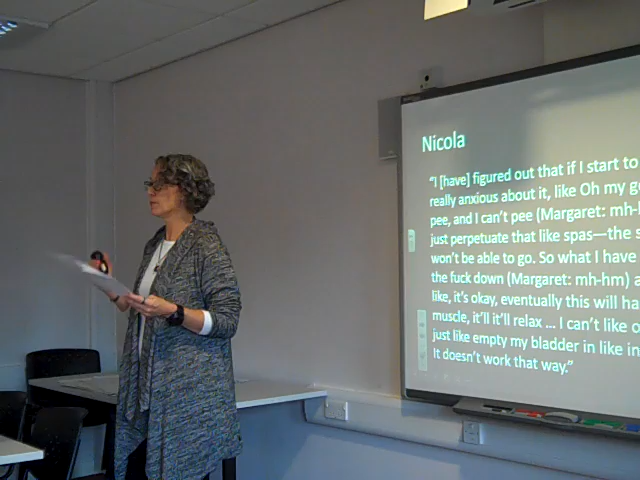 Nicola
“I [have] figured out that if I start to
really anxious about it, like Oh my
pee, and I can’t pee (Margaret: mh-
just perpetuate that like spas—the
won’t be able to go. So what I have
the fuck down (Margaret: mh-hm)
like, it’s okay, eventually this will
muscle, it’ll it’ll relax ... I can’t like
just like empty my bladder in like
It doesn’t work that way.”